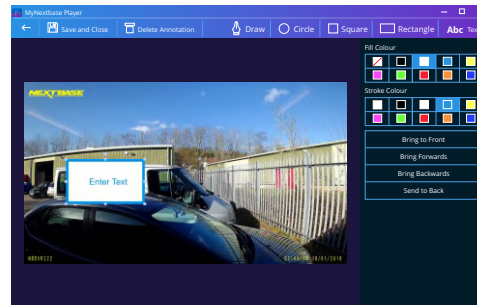 MyNextbase Player
Save and Close
Delete Annotation
Draw
Circle
Square
Rectangle
Abc
Fill Colour
Stroke Colour
Bring to Front
Bring Forwards
Bring Backwards
Send to Back
NEXTBASE
Enter Text